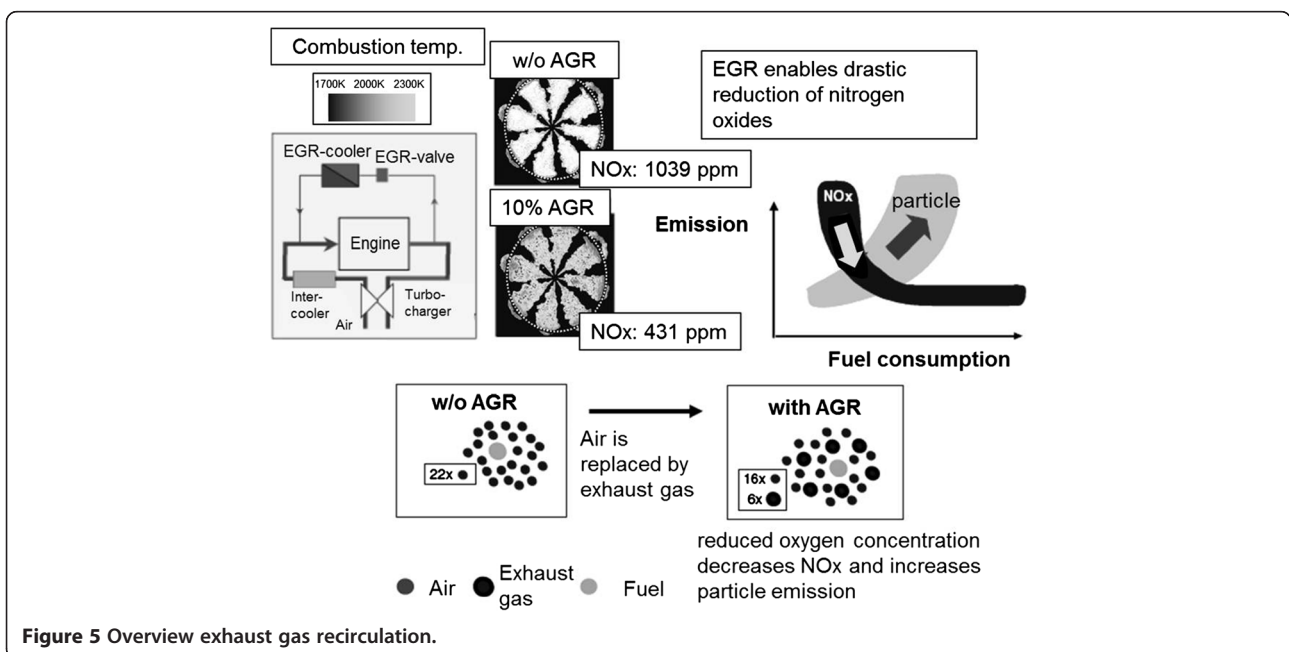 Combustion temp.
1700K 2000K 2300K
w/o AGR
NOx: 1039 ppm
10% AGR
NOx: 431 ppm
EGR enables drastic
reduction of nitrogen
oxides
EGR-cooler
EGR-valve
Engine
Inter-
cooler
Air
Turbo-
charger
Emission
NOx
particle
Fuel consumption
w/o AGR
22x
Air is
replaced by
exhaust gas
with AGR
16x
6x
reduced oxygen concentration
decreases NOx and increases
particle emission
Air
Exhaust
gas
Fuel
Figure 5 Overview exhaust gas recirculation.